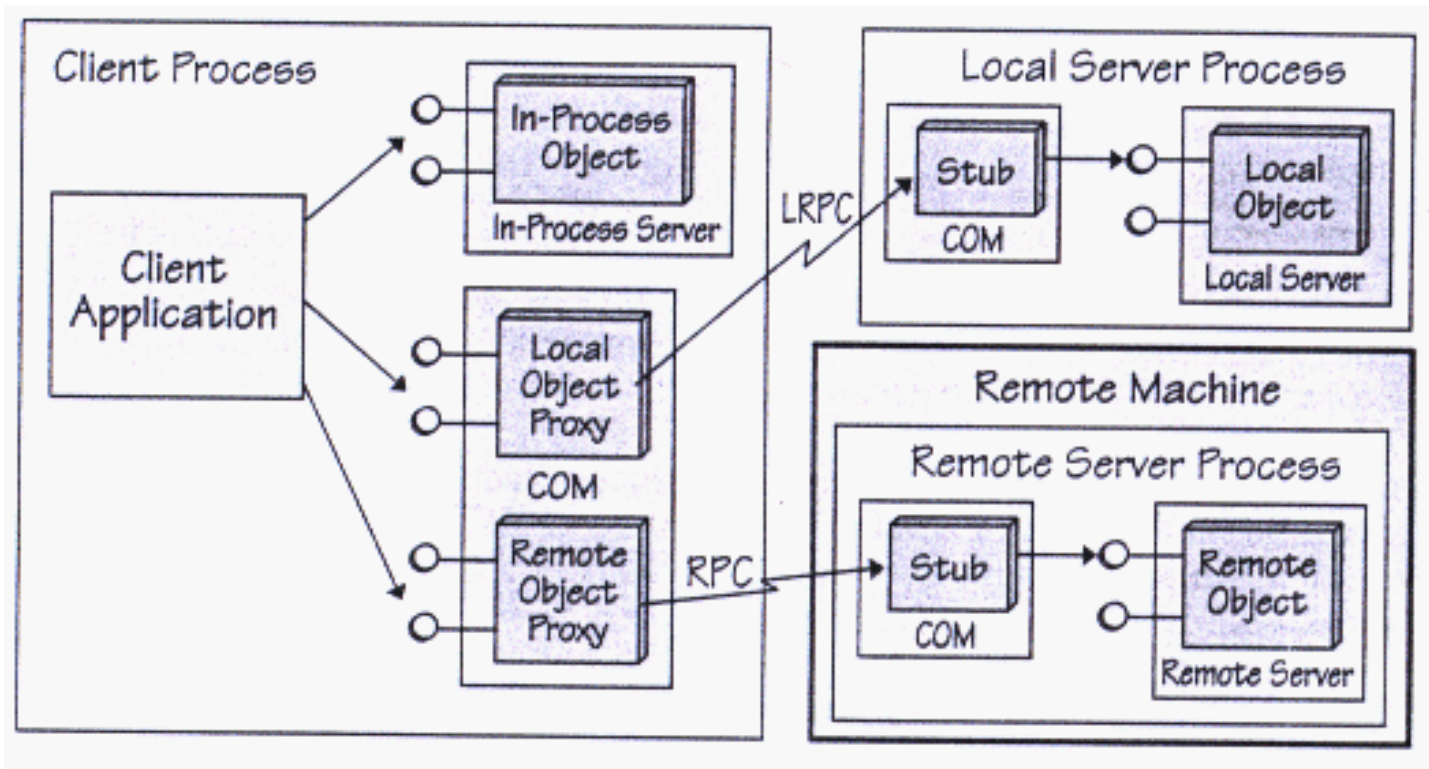 Client Process
In-Process
Object
In-Process Server
Client
Application
Local
Object
Proxy
COM
Remote
Object
Proxy
LRPC
RPC
Local Server Process
Stub
COM
Local
Object
Local Server
Remote Machine
Remote Server Process
Stub
COM
Remote
Object
Remote Server